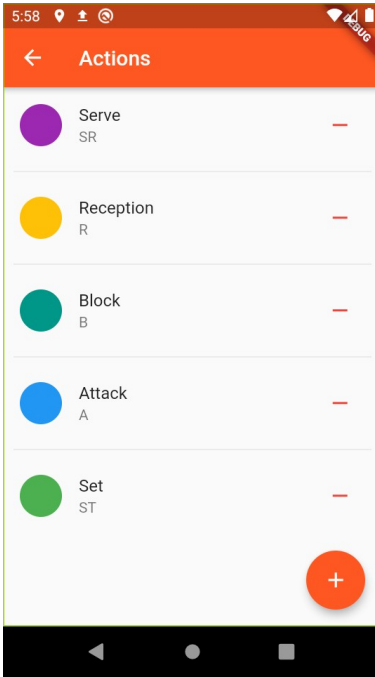 5:58
DEBUG
Actions
Serve
SR
Reception
R
Block
B
Attack
A
Set
ST